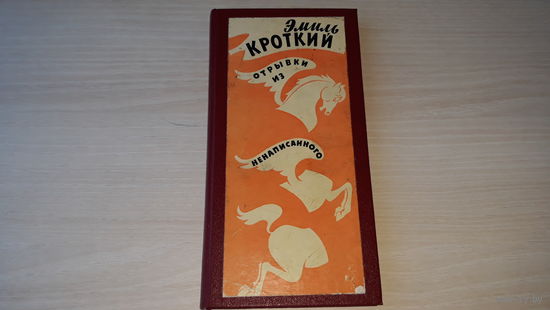 Эмиль
КРОТКИЙ
ОТРЫВКИ
ИЗ
НЕНАПИСАННОГО